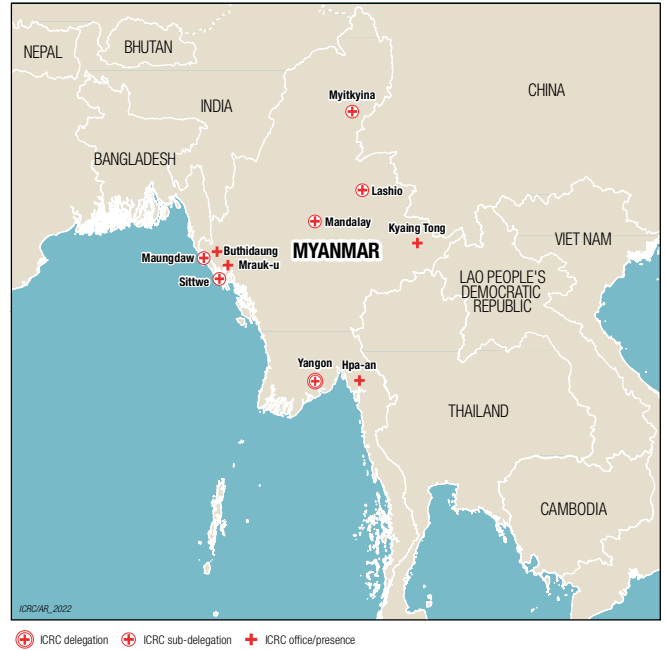 NEPAL
BHUTAN
CHINA
Myitkyina
INDIA
BANGLADESH
Lashio
Mandalay
Kyaing Tong
VIET NAM
Buthidaung
MYANMAR
Maungdaw
Mrauk-u
Sittwe
LAO PEOPLE'S
DEMOCRATIC
REPUBLIC
Yangon
Hpa-an
THAILAND
CAMBODIA
ICRC/AR_2022
ICRC delegation
ICRC sub-delegation
ICRC office/presence